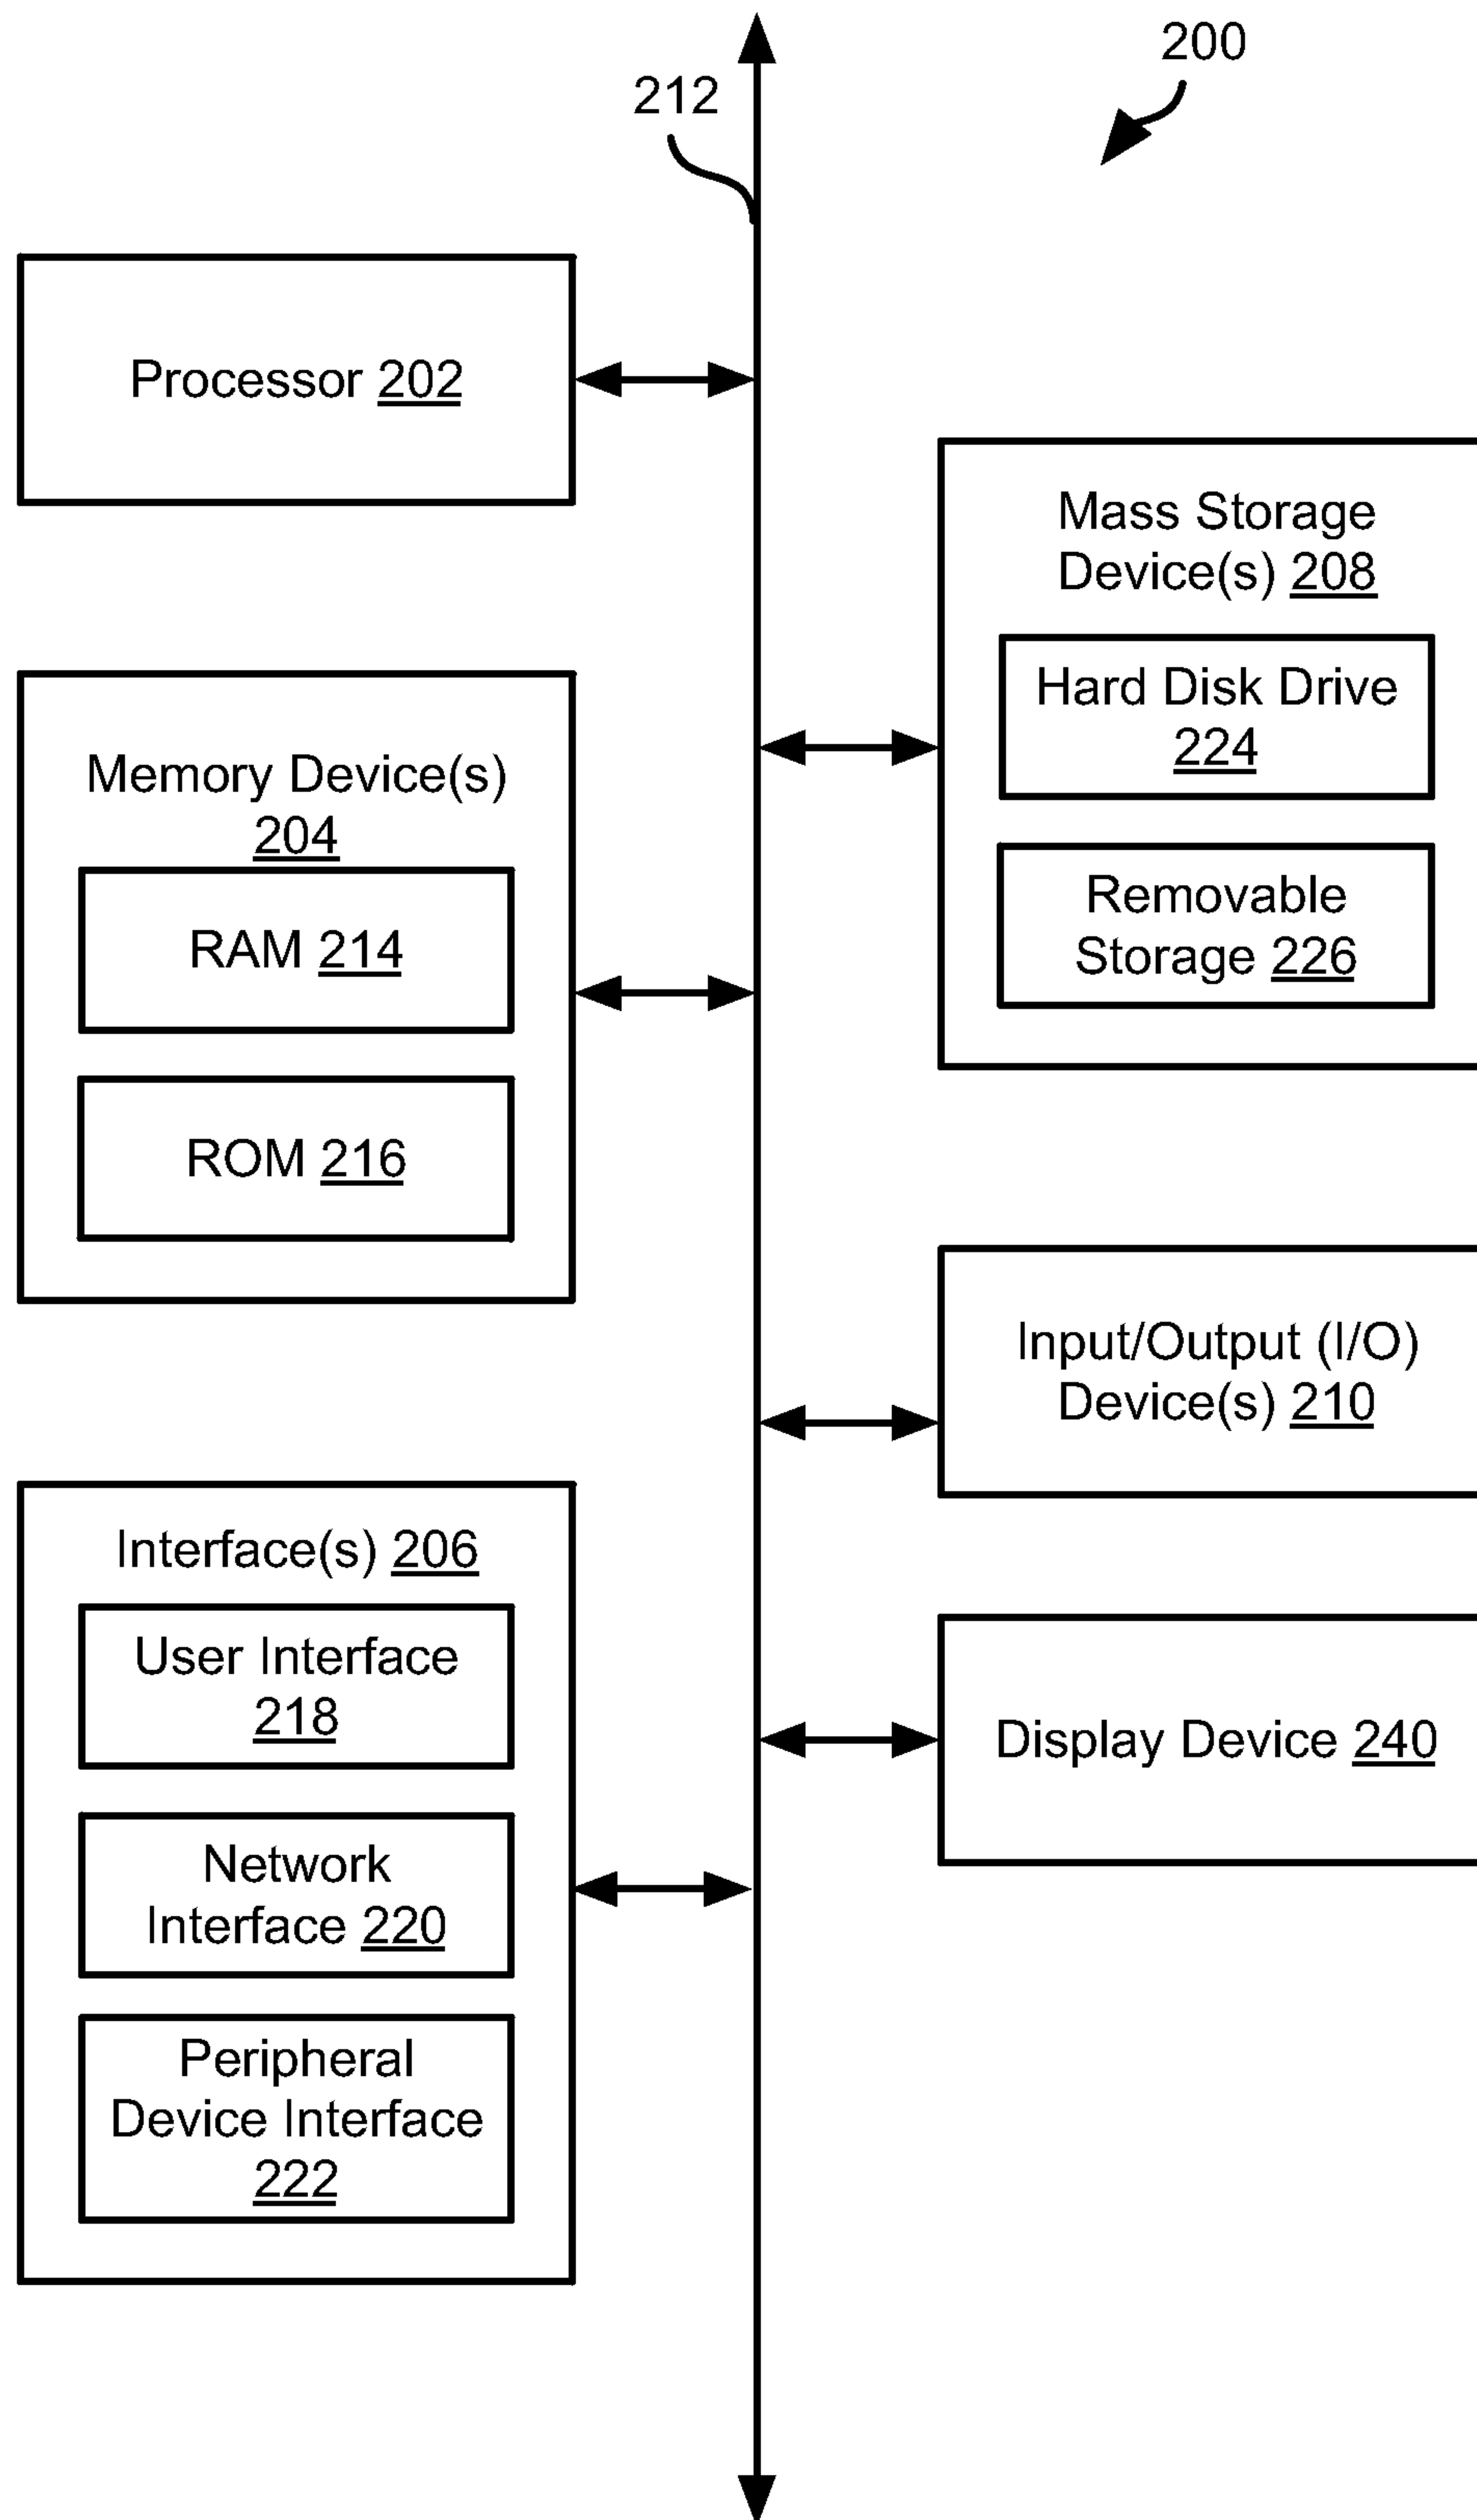 200
212
Processor 202
Memory Device(s)
204
RAM 214
ROM 216
Interface(s) 206
User Interface
218
Network
Interface 220
Peripheral
Device Interface
222
Mass Storage
Device(s) 208
Hard Disk Drive
224
Removable
Storage 226
Input/Output (I/O)
Device(s) 210
Display Device 240